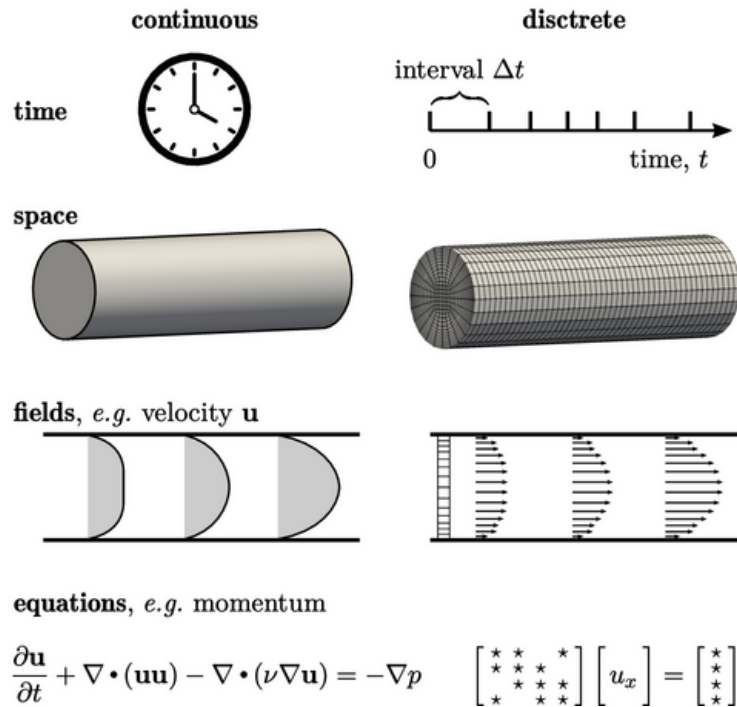 continuous
disctrete
time
interval Δt
0
time, t
space
fields, e.g. velocity u
equations, e.g. momentum
∂u/∂t + ∇•(uu) − ∇•(ν∇u) = −∇p
[⋆ ⋆   ⋆] [   ] = [⋆]
[⋆ ⋆ ⋆  ] [u_x]   [⋆]
[  ⋆ ⋆ ⋆] [   ]   [⋆]
[⋆   ⋆ ⋆] [   ]   [⋆]